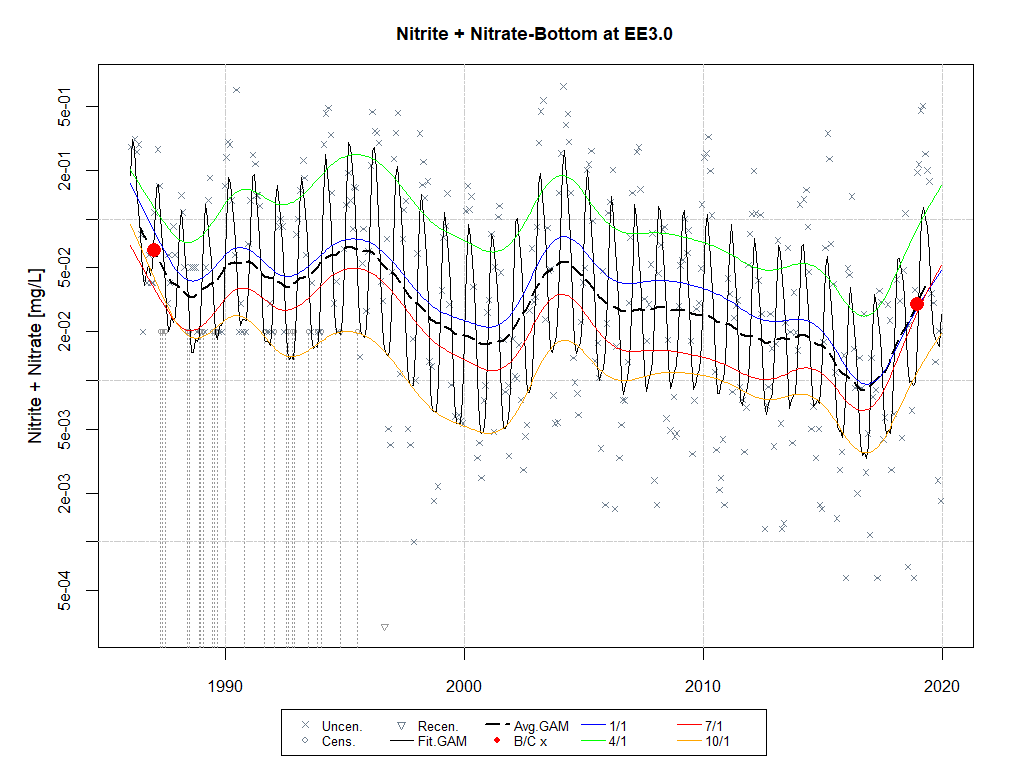 Nitrite + Nitrate-Bottom at EE3.0
Nitrite + Nitrate [mg/L]
5e-01
2e-01
6e-02
2e-02
5e-03
2e-03
5e-04
1990 2000 2010 2020
Uncen. Recen. Avg.GAM 1/1 7/1
Cens. Fit.GAM B/C x 4/1 10/1